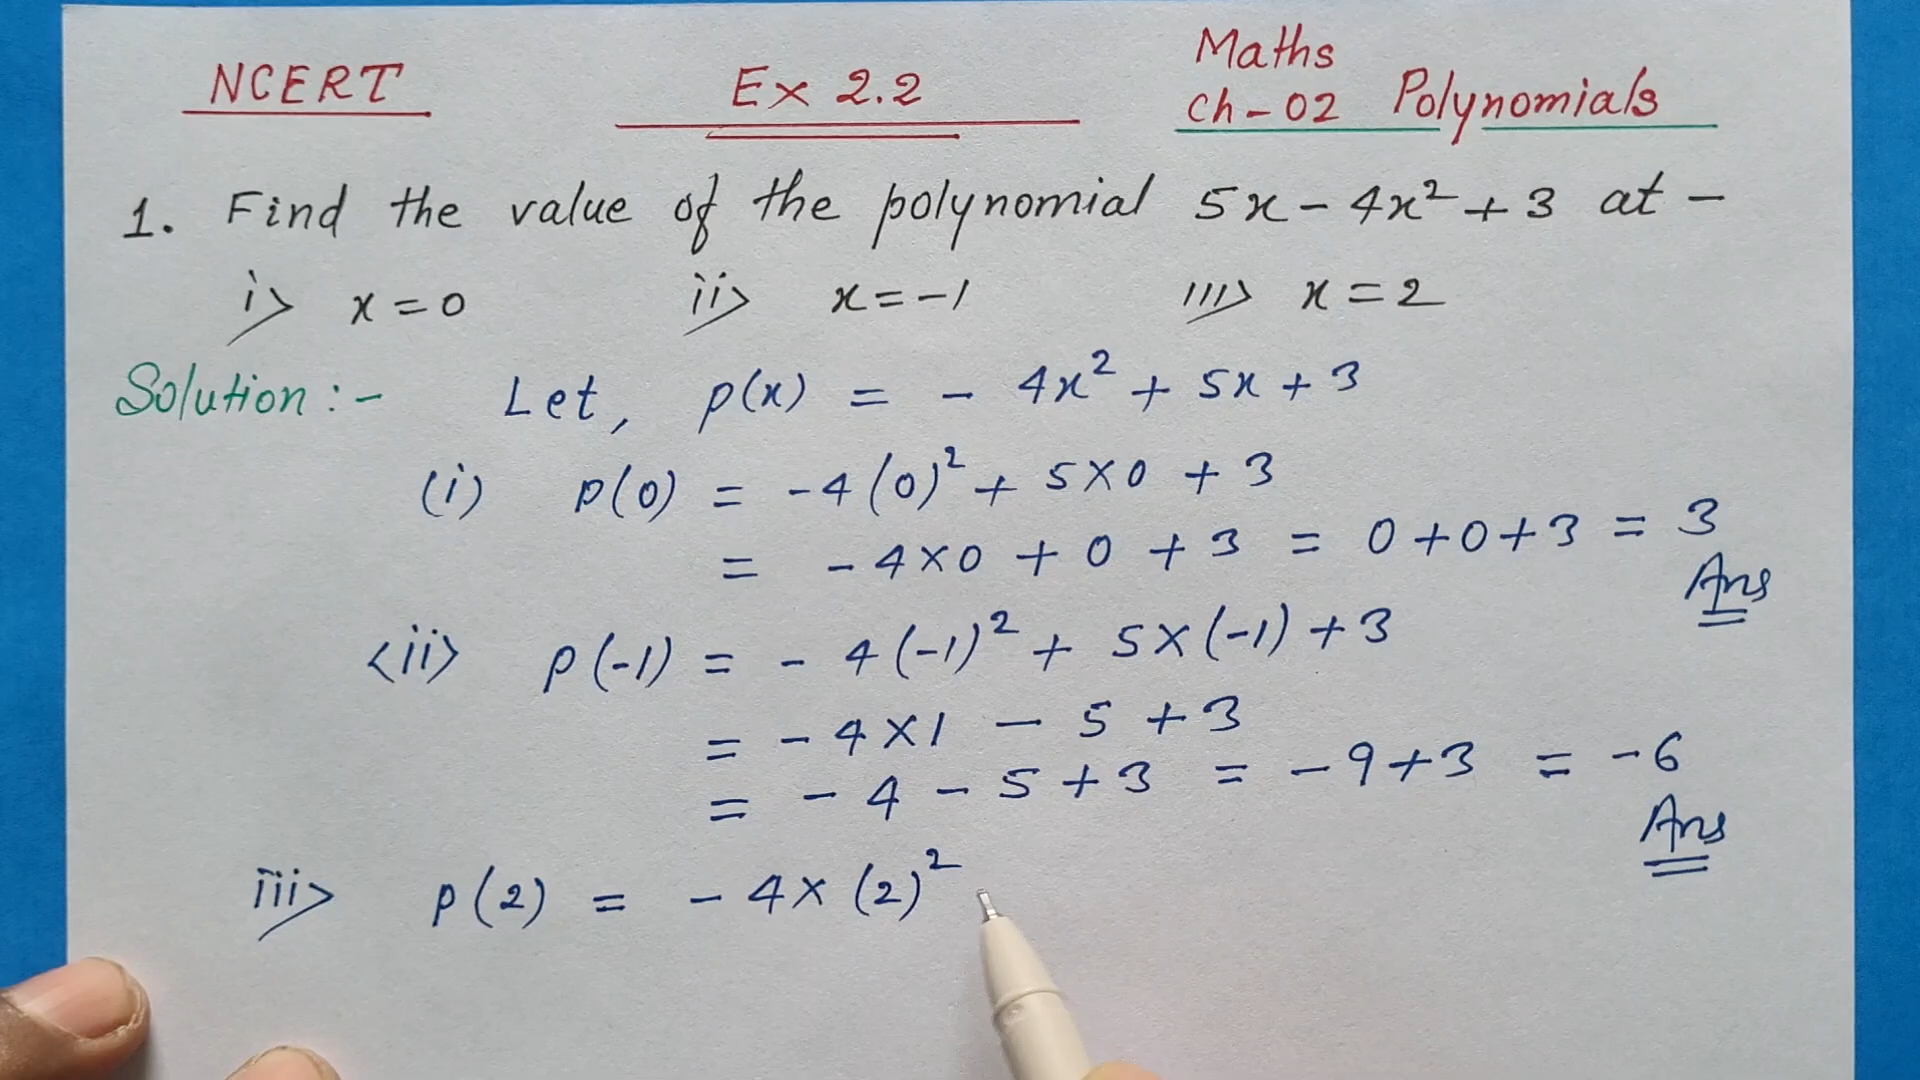 NCERT Ex 2.2 Maths
Ch-02 Polynomials
1. Find the value of the polynomial 5x - 4x² + 3 at -
i> x = 0 ii> x = -1 iii> x = 2
Solution :- Let, p(x) = - 4x² + 5x + 3
(i) p(0) = -4(0)² + 5×0 + 3
= -4×0 + 0 + 3 = 0+0+3 = 3
Ans
<ii> p(-1) = - 4(-1)² + 5×(-1) + 3
= - 4×1 - 5 + 3
= - 4 - 5 + 3 = -9+3 = -6
Ans
iii> p(2) = - 4× (2)²